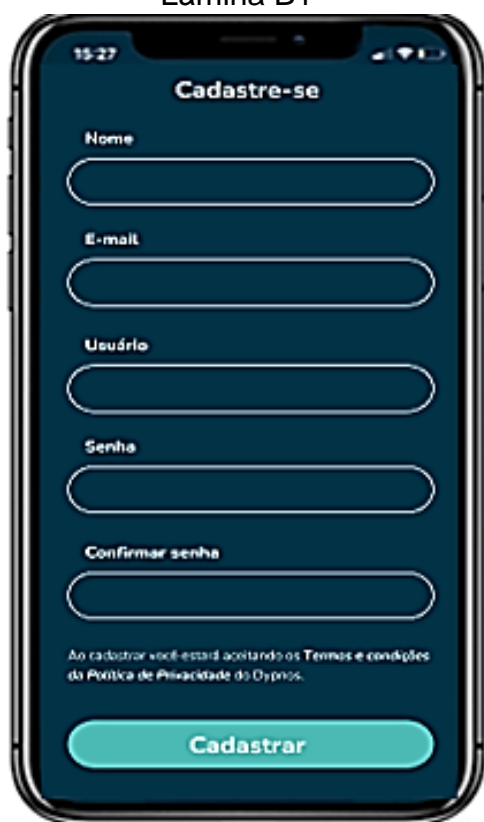 Lâmina D1
15:27
Cadastre-se
Nome
E-mail
Usuário
Senha
Confirmar senha
Ao cadastrar você estará aceitando os Termos e condições
da Política de Privacidade do Dypnos.
Cadastrar